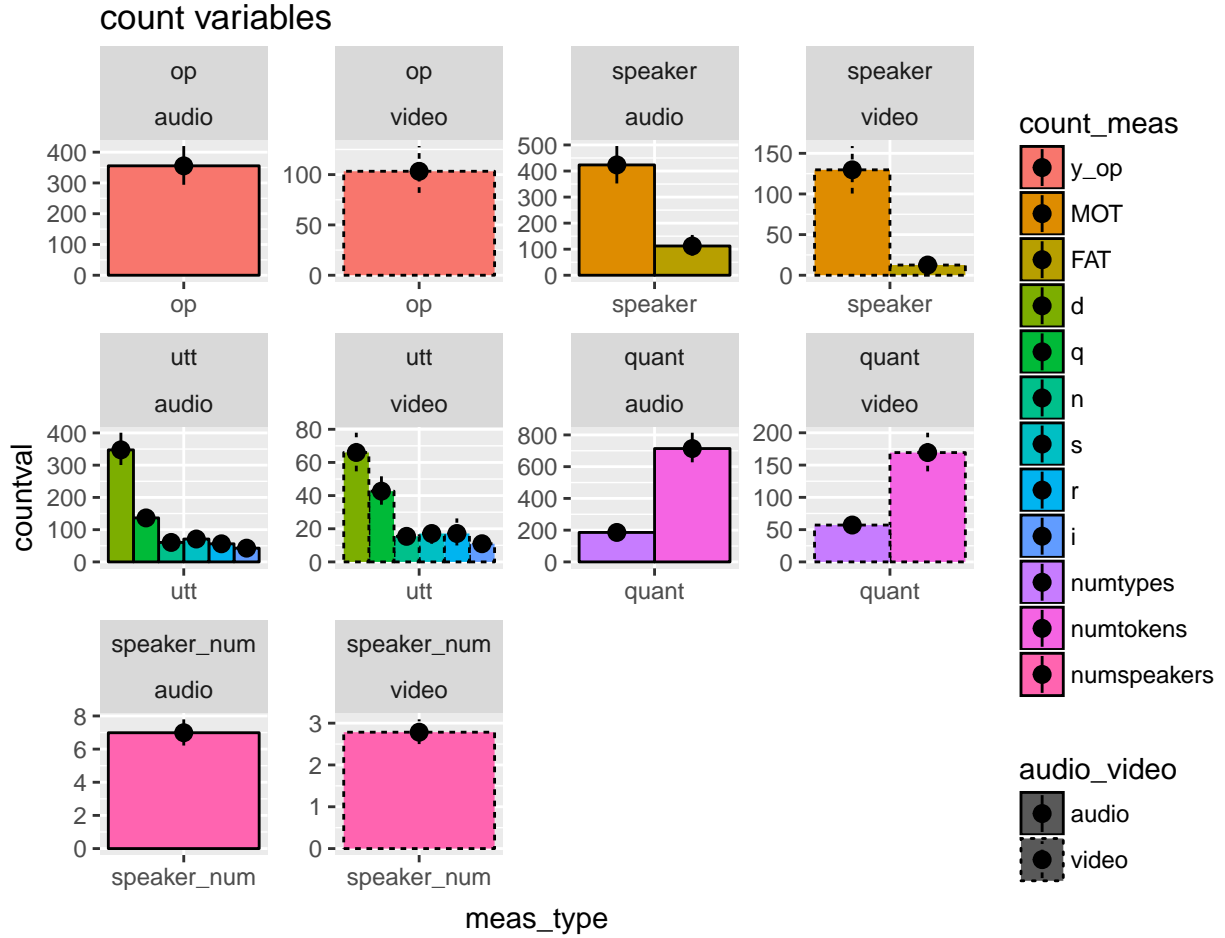 count variables
op
audio
400
300
200
100
0
op
op
video
100
50
0
op
speaker
audio
500
400
300
200
100
0
speaker
speaker
video
150
100
50
0
speaker
countval
utt
audio
400
300
200
100
0
utt
utt
video
80
60
40
20
0
utt
quant
audio
800
600
400
200
0
quant
quant
video
200
150
100
50
0
quant
speaker_num
audio
8
6
4
2
0
speaker_num
speaker_num
video
3
2
1
0
speaker_num
meas_type
count_meas
y_op
MOT
FAT
d
q
n
s
r
i
numtypes
numtokens
numspeakers
audio_video
audio
video